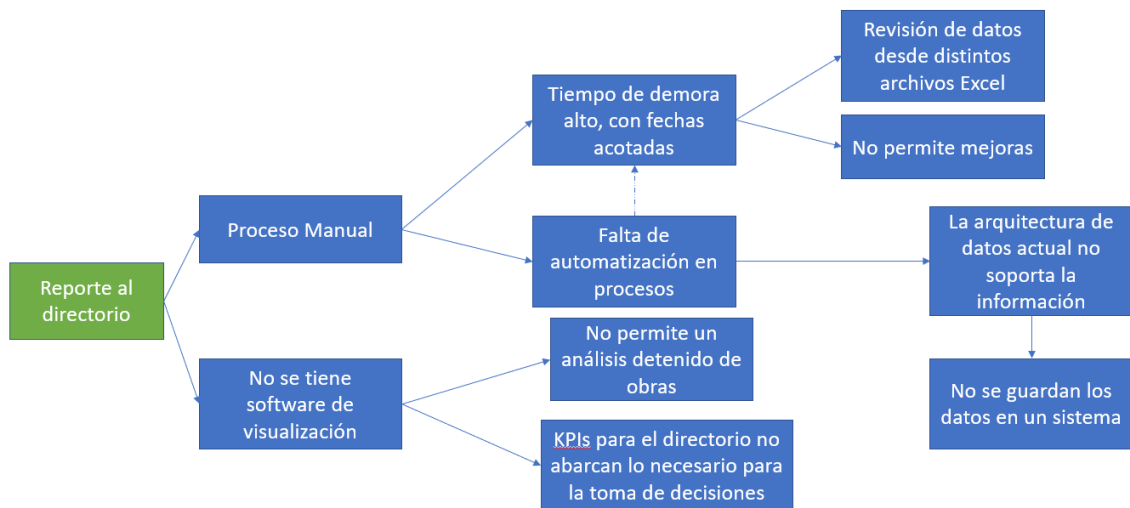 Reporte al
directorio
Proceso Manual
No se tiene
software de
visualización
Tiempo de demora
alto, con fechas
acotadas
Falta de
automatización en
procesos
No permite un
análisis detenido de
obras
KPIs para el directorio no
abarcan lo necesario para
la toma de decisiones
Revisión de datos
desde distintos
archivos Excel
No permite mejoras
La arquitectura de
datos actual no
soporta la
información
No se guardan los
datos en un sistema